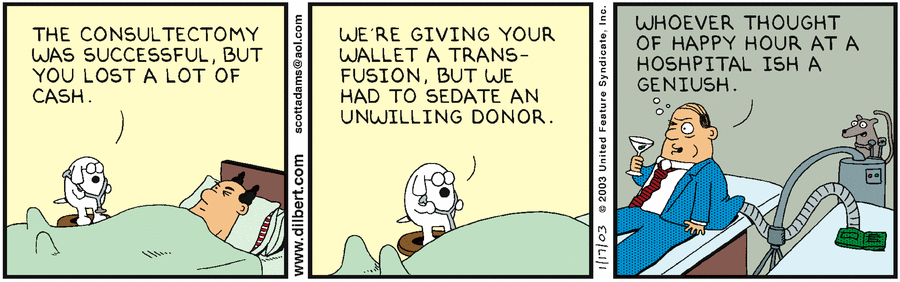 THE CONSULTECTOMY
WAS SUCCESSFUL, BUT
YOU LOST A LOT OF
CASH.
www.dilbert.com
scottadams@aol.com
WE'RE GIVING YOUR
WALLET A TRANS-
FUSION, BUT WE
HAD TO SEDATE AN
UNWILLING DONOR.
1/17/03 © 2003 United Feature Syndicate, Inc.
WHOEVER THOUGHT
OF HAPPY HOUR AT A
HOSHPITAL ISH A
GENIUSH.